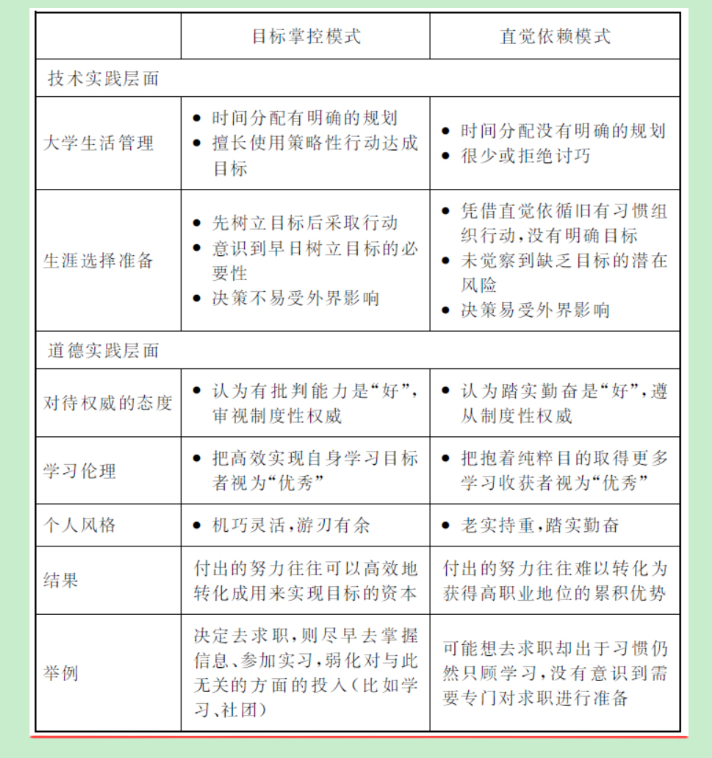 目标掌控模式 直觉依赖模式
技术实践层面
大学生活管理
● 时间分配有明确的规划
● 擅长使用策略性行动达成
目标
● 时间分配没有明确的规划
● 很少或拒绝讨巧
生涯选择准备
● 先树立目标后采取行动
● 意识到早日树立目标的必
要性
● 决策不易受外界影响
● 凭借直觉依循旧有习惯组
织行动,没有明确目标
● 未觉察到缺乏目标的潜在
风险
● 决策易受外界影响
道德实践层面
对待权威的态度
● 认为有批判能力是“好”,
审视制度性权威
● 认为踏实勤奋是“好”,遵
从制度性权威
学习伦理
● 把高效实现自身学习目标
者视为“优秀”
● 把抱着纯粹目的取得更多
学习收获者视为“优秀”
个人风格
● 机巧灵活,游刃有余
● 老实持重,踏实勤奋
结果
付出的努力往往可以高效地
转化成用来实现目标的资本
付出的努力往往难以转化为
获得高职业地位的累积优势
举例
决定去求职,则尽早去掌握
信息、参加实习,弱化对与此
无关的方面的投入(比如学
习、社团)
可能想去求职却出于习惯仍
然只顾学习,没有意识到需
要专门对求职进行准备